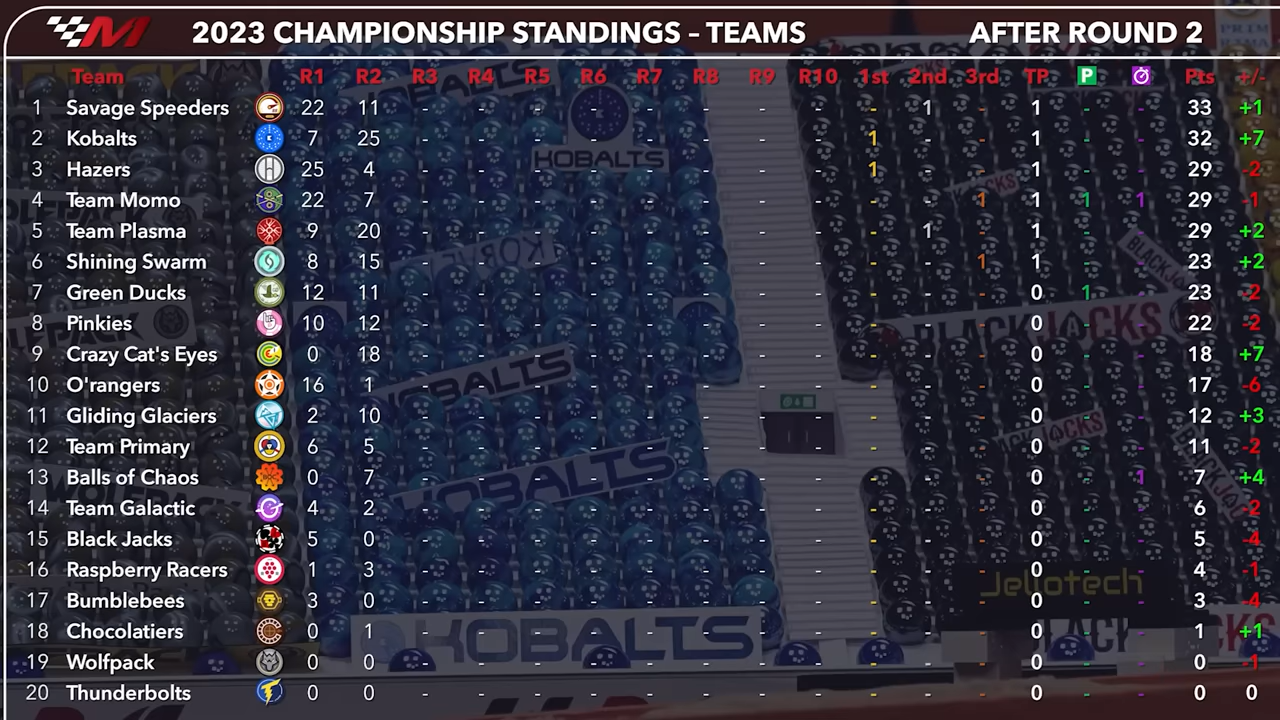 M 2023 CHAMPIONSHIP STANDINGS – TEAMS AFTER ROUND 2
Team R1 R2 R3 R4 R5 R6 R7 R8 R9 R10 1st 2nd 3rd TP P Pts +/-
1 Savage Speeders 22 11 - - - - - - - - - 1 - 1 - - 33 +1
2 Kobalts 7 25 - - - - - - - - 1 - - 1 - - 32 +7
3 Hazers 25 4 - - - - - - - - 1 - - 1 - - 29 -2
4 Team Momo 22 7 - - - - - - - - - - 1 1 1 1 29 -1
5 Team Plasma 9 20 - - - - - - - - - 1 - 1 - - 29 +2
6 Shining Swarm 8 15 - - - - - - - - - - 1 1 - - 23 +2
7 Green Ducks 12 11 - - - - - - - - - - - 0 1 - 23 -2
8 Pinkies 10 12 - - - - - - - - - - - 0 - - 22 -2
9 Crazy Cat's Eyes 0 18 - - - - - - - - - - - 0 - - 18 +7
10 O'rangers 16 1 - - - - - - - - - - - 0 - - 17 -6
11 Gliding Glaciers 2 10 - - - - - - - - - - - 0 - - 12 +3
12 Team Primary 6 5 - - - - - - - - - - - 0 - - 11 -2
13 Balls of Chaos 0 7 - - - - - - - - - - - 0 - 1 7 +4
14 Team Galactic 4 2 - - - - - - - - - - - 0 - - 6 -2
15 Black Jacks 5 0 - - - - - - - - - - - 0 - - 5 -4
16 Raspberry Racers 1 3 - - - - - - - - - - - 0 - - 4 -1
17 Bumblebees 3 0 - - - - - - - - - - - 0 - - 3 -4
18 Chocolatiers 0 1 - - - - - - - - - - - 0 - - 1 +1
19 Wolfpack 0 0 - - - - - - - - - - - 0 - - 0 -1
20 Thunderbolts 0 0 - - - - - - - - - - - 0 - - 0 0
KOBALTS
BLACKJACKS
KOBALTS
KOBALTS
Jellotech
KOBALTS